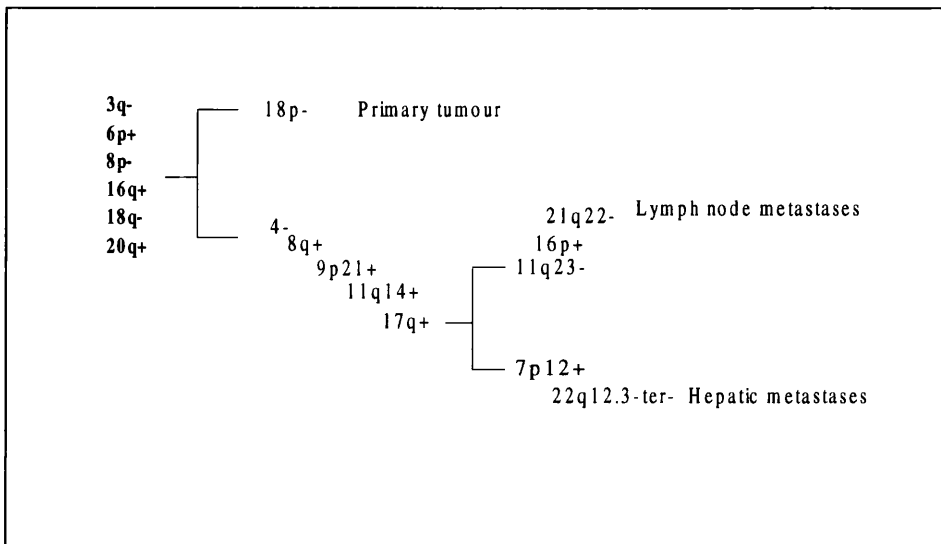 3q-
6p+
8p-
16q+
18q-
20q+
18p- Primary tumour
4-
8q+
9p21+
11q14+
17q+
21q22- Lymph node metastases
16p+
11q23-
7p12+
22q12.3-ter- Hepatic metastases